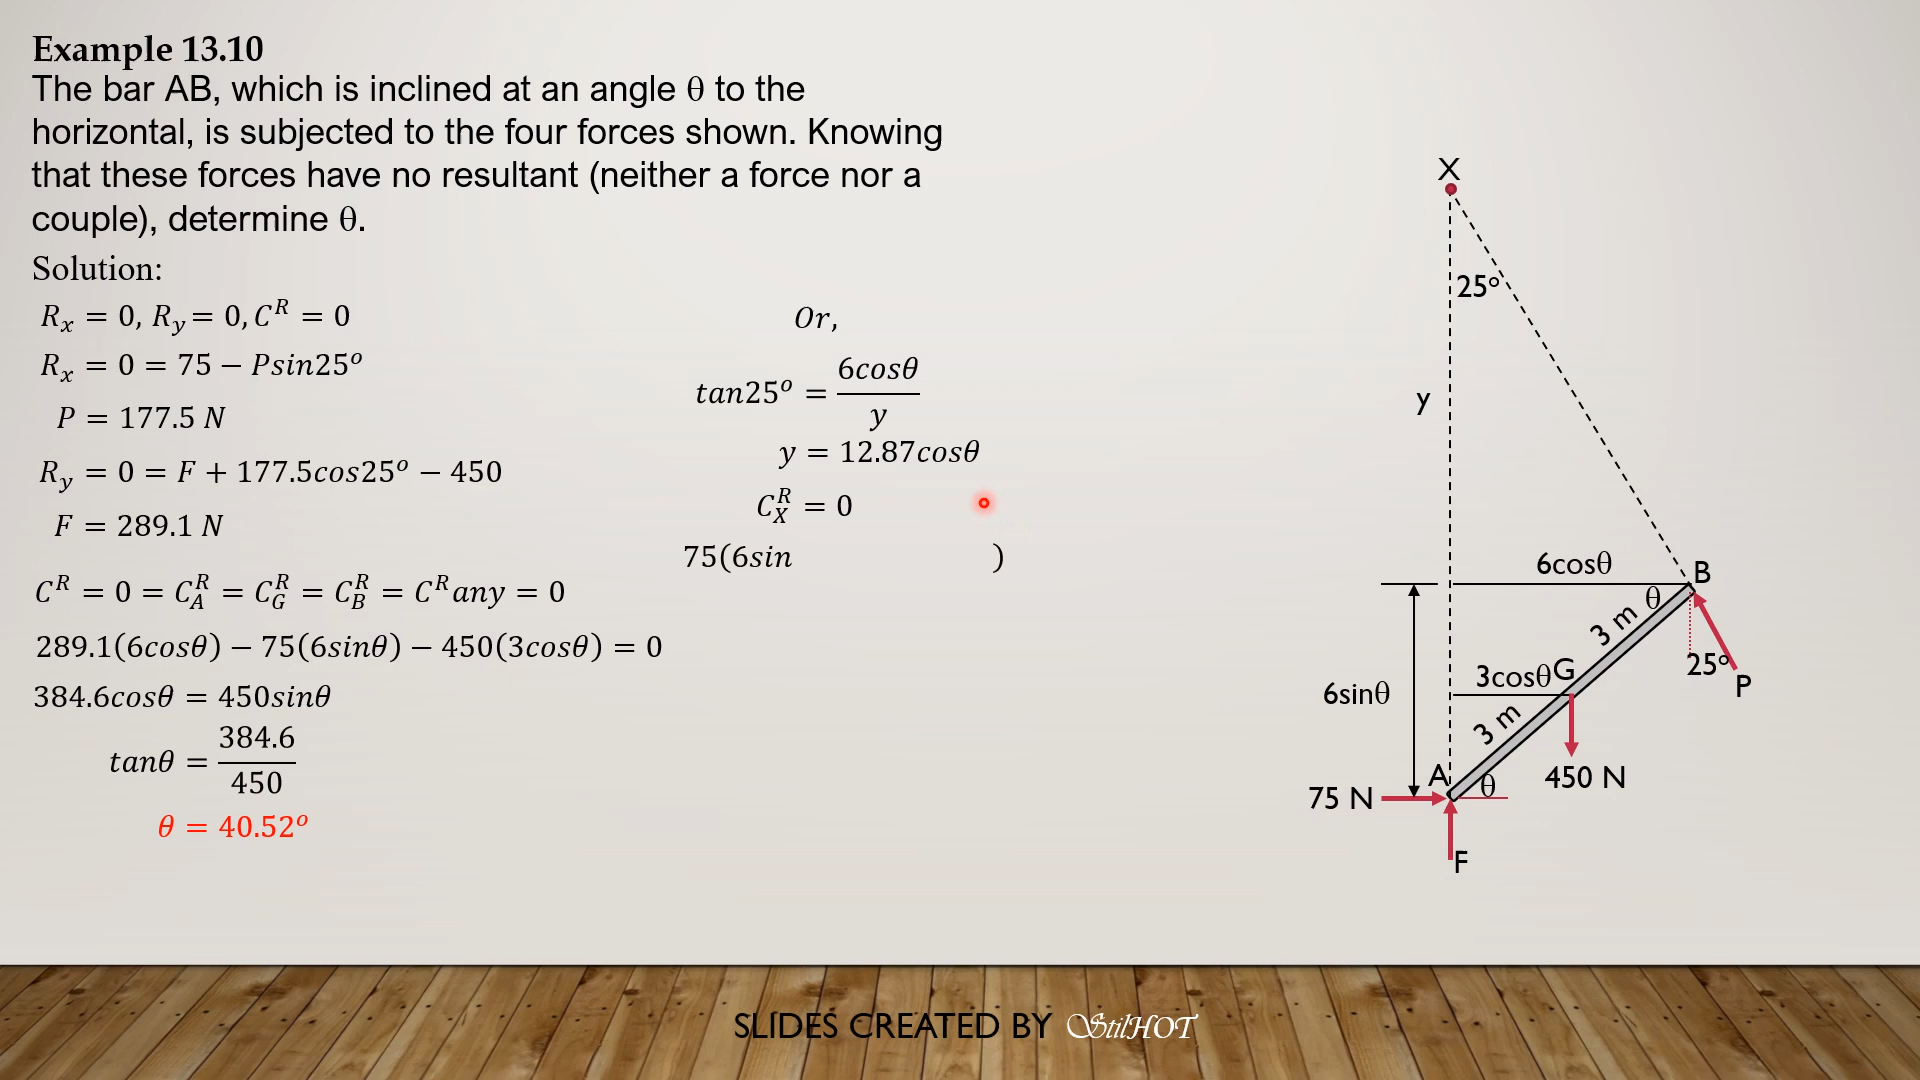 Example 13.10
The bar AB, which is inclined at an angle θ to the
horizontal, is subjected to the four forces shown. Knowing
that these forces have no resultant (neither a force nor a
couple), determine θ.
Solution:
R_x = 0, R_y = 0, C^R = 0
R_x = 0 = 75 − Psin25°
P = 177.5 N
R_y = 0 = F + 177.5cos25° − 450
F = 289.1 N
C^R = 0 = C_A^R = C_G^R = C_B^R = C^R any = 0
289.1(6cosθ) − 75(6sinθ) − 450(3cosθ) = 0
384.6cosθ = 450sinθ
tanθ = 384.6/450
θ = 40.52°
Or,
tan25° = 6cosθ/y
y = 12.87cosθ
C_X^R = 0
75(6sin )
X
25°
y
6cosθ
B
θ
3 m
25°
P
3cosθ
G
6sinθ
3 m
A
θ
450 N
75 N
F
SLIDES CREATED BY StilHOT